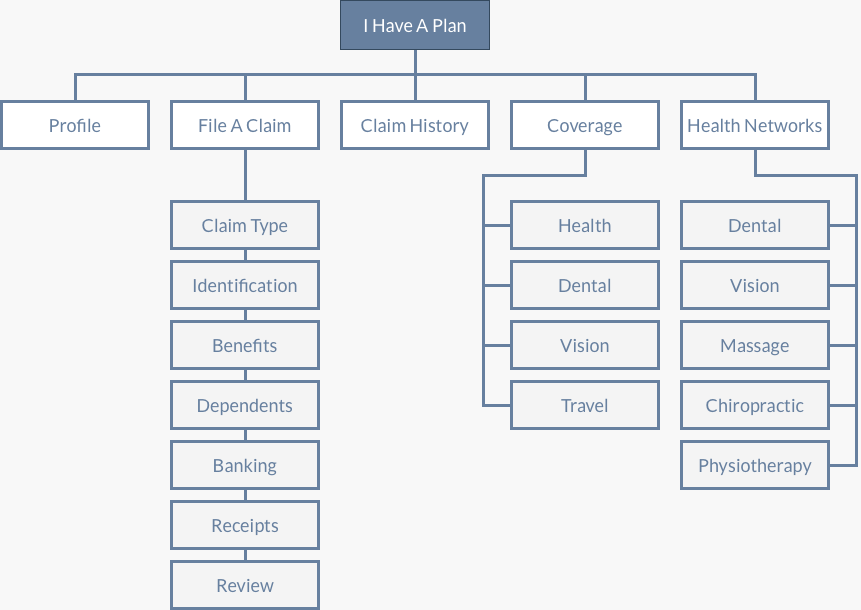 I Have A Plan
Profile
File A Claim
Claim History
Coverage
Health Networks
Claim Type
Identification
Benefits
Dependents
Banking
Receipts
Review
Health
Dental
Vision
Travel
Dental
Vision
Massage
Chiropractic
Physiotherapy